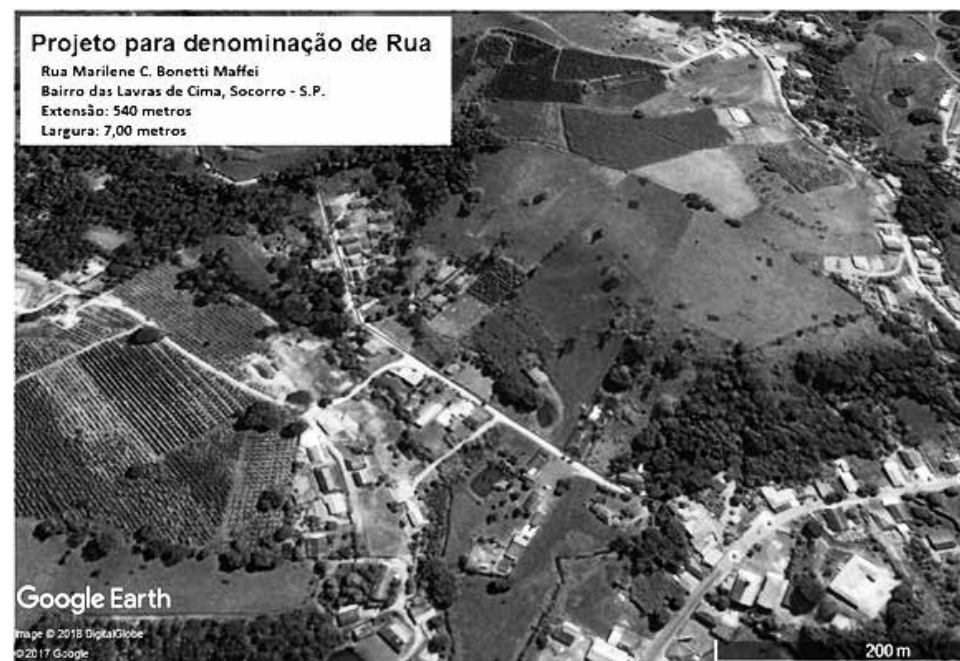 Projeto para denominação de Rua
Rua Marilene C. Bonetti Maffei
Bairro das Lavras de Cima, Socorro - S.P.
Extensão: 540 metros
Largura: 7,00 metros
Google Earth
Image © 2018 DigitalGlobe
© 2017 Google
200 m